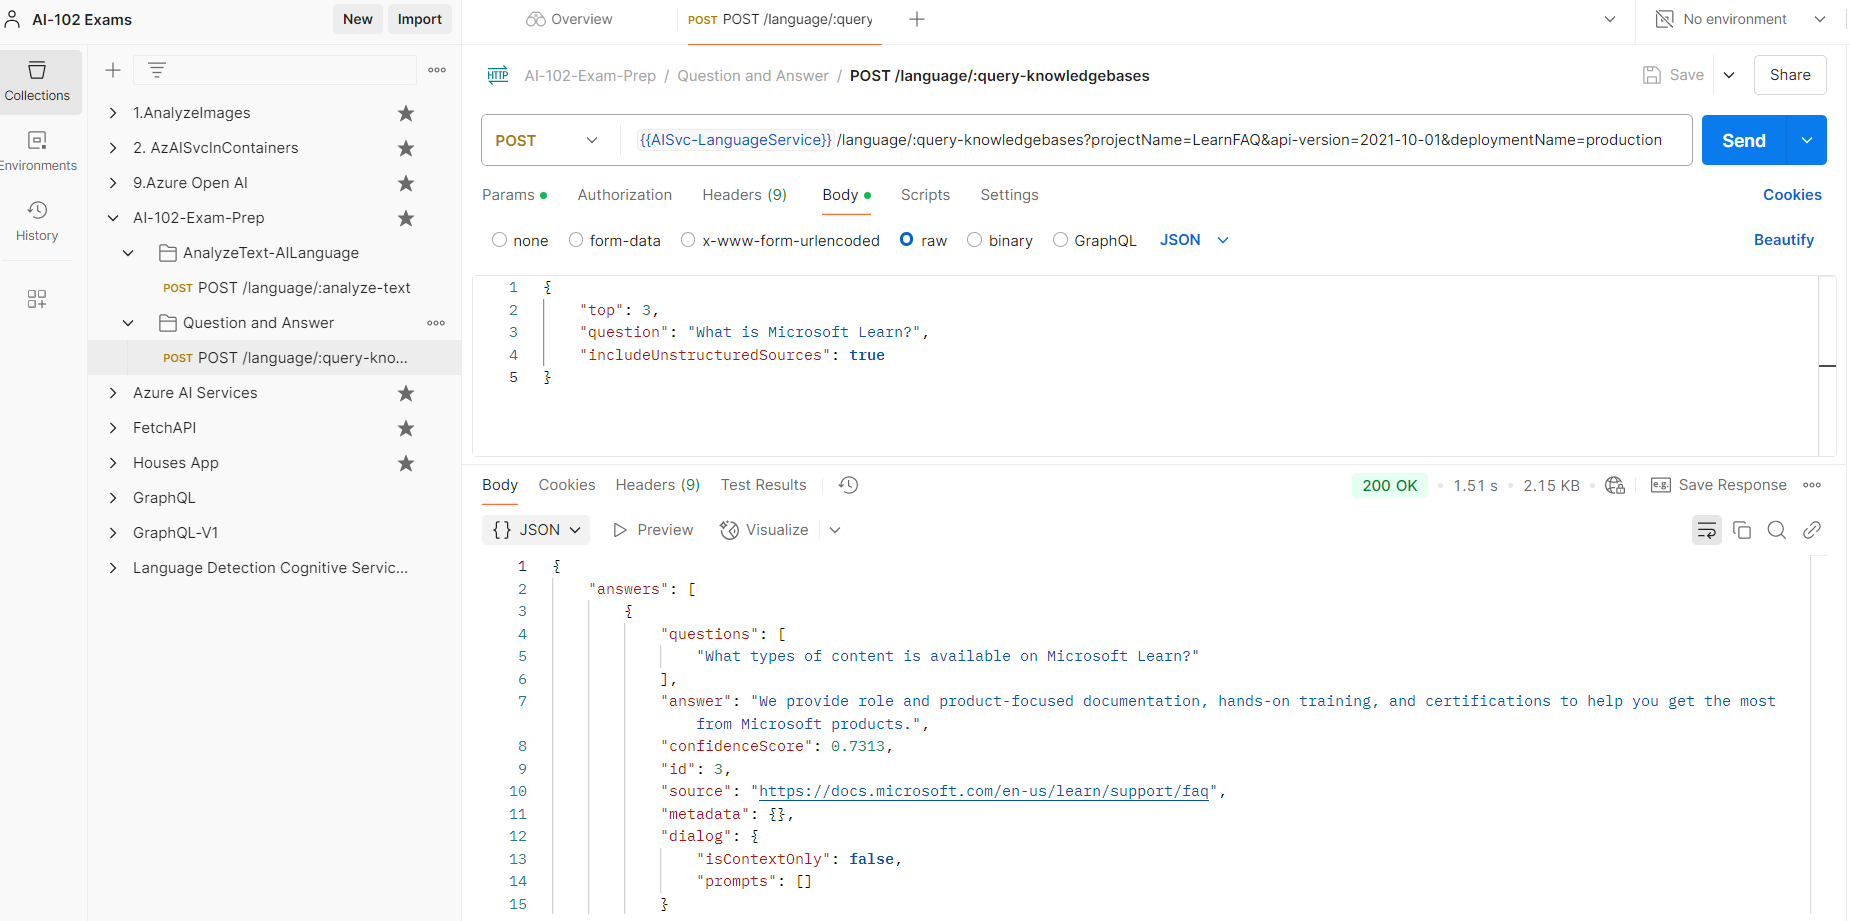 AI-102 Exams
New
Import
Overview
POST POST /language/:query
No environment
Collections
Environments
History
1.AnalyzeImages
2. AzAISvcInContainers
9.Azure Open AI
AI-102-Exam-Prep
AnalyzeText-AILanguage
POST POST /language/:analyze-text
Question and Answer
POST POST /language/:query-kno...
Azure AI Services
FetchAPI
Houses App
GraphQL
GraphQL-V1
Language Detection Cognitive Servic...
HTTP AI-102-Exam-Prep / Question and Answer / POST /language/:query-knowledgebases
Save
Share
POST {{AISvc-LanguageService}} /language/:query-knowledgebases?projectName=LearnFAQ&api-version=2021-10-01&deploymentName=production
Send
Params Authorization Headers (9) Body Scripts Settings
Cookies
none form-data x-www-form-urlencoded raw binary GraphQL JSON
Beautify
1 {
2 "top": 3,
3 "question": "What is Microsoft Learn?",
4 "includeUnstructuredSources": true
5 }
Body Cookies Headers (9) Test Results
200 OK • 1.51 s • 2.15 KB •
e.g. Save Response
{} JSON Preview Visualize
1 {
2 "answers": [
3 {
4 "questions": [
5 "What types of content is available on Microsoft Learn?"
6 ],
7 "answer": "We provide role and product-focused documentation, hands-on training, and certifications to help you get the most
from Microsoft products.",
8 "confidenceScore": 0.7313,
9 "id": 3,
10 "source": "https://docs.microsoft.com/en-us/learn/support/faq",
11 "metadata": {},
12 "dialog": {
13 "isContextOnly": false,
14 "prompts": []
15 }